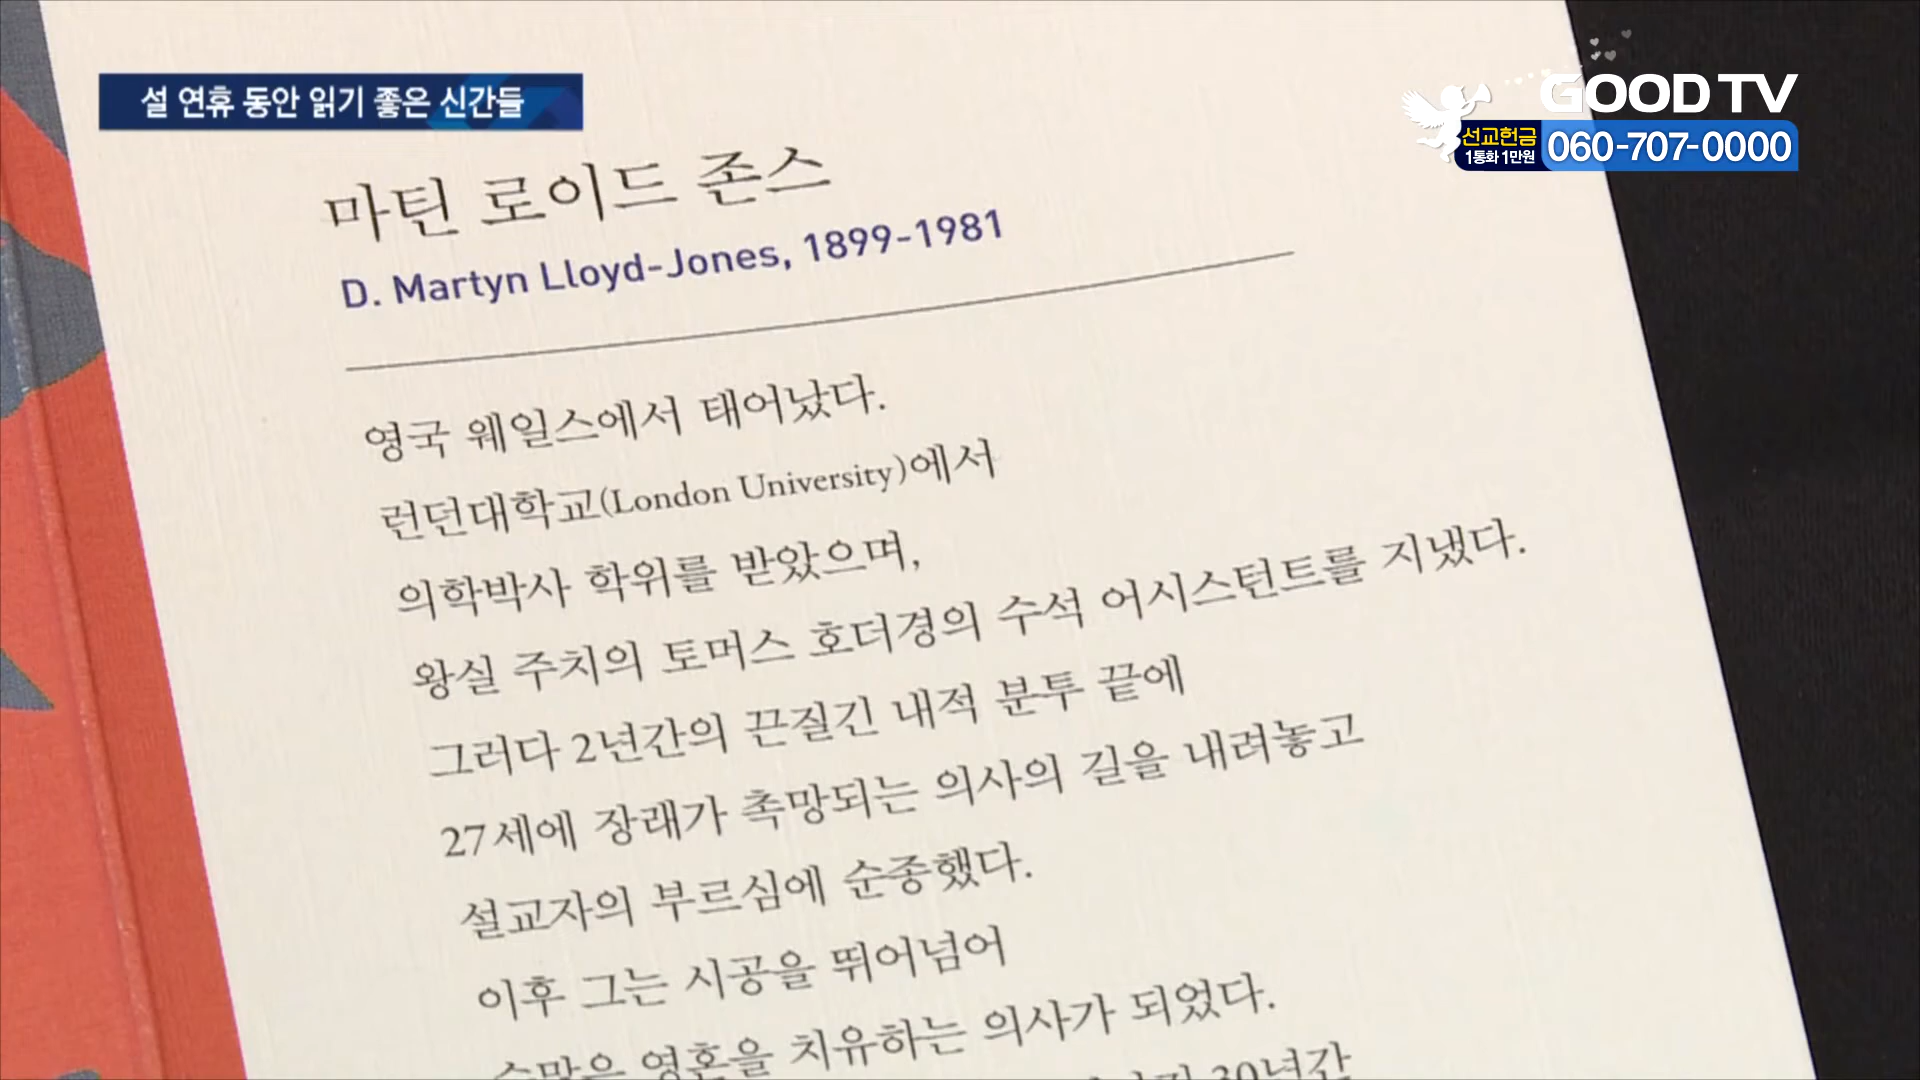 설 연휴 동안 읽기 좋은 신간들
GOOD TV
선교헌금
1통화 1만원
060-707-0000
마틴 로이드 존스
D. Martyn Lloyd-Jones, 1899-1981
영국 웨일스에서 태어났다.
런던대학교(London University)에서
의학박사 학위를 받았으며,
왕실 주치의 토머스 호더경의 수석 어시스턴트를 지냈다.
그러다 2년간의 끈질긴 내적 분투 끝에
27세에 장래가 촉망되는 의사의 길을 내려놓고
설교자의 부르심에 순종했다.
이후 그는 시공을 뛰어넘어
수많은 영혼을 치유하는 의사가 되었다.
30년간